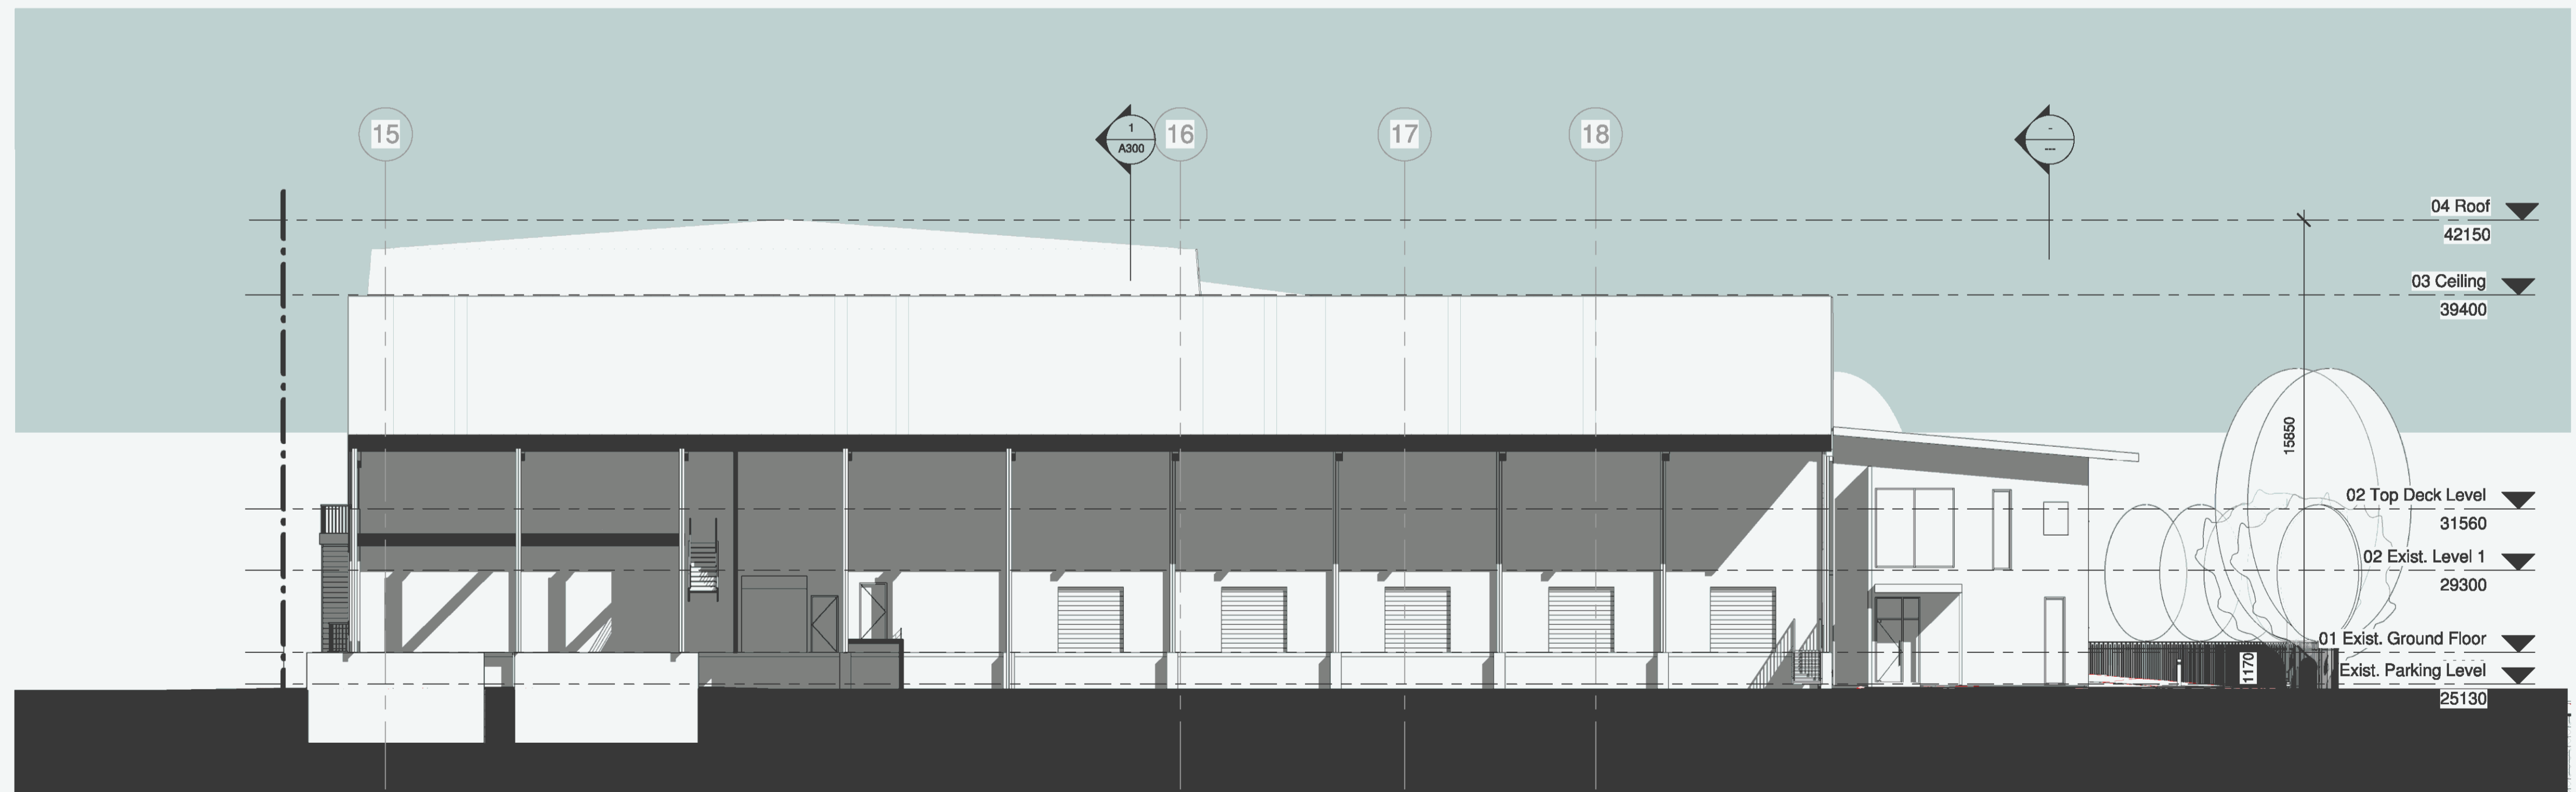 15
1
A300
16
17
18
-
---
04 Roof
42150
03 Ceiling
39400
15850
02 Top Deck Level
31560
02 Exist. Level 1
29300
01 Exist. Ground Floor
1170
Exist. Parking Level
25130